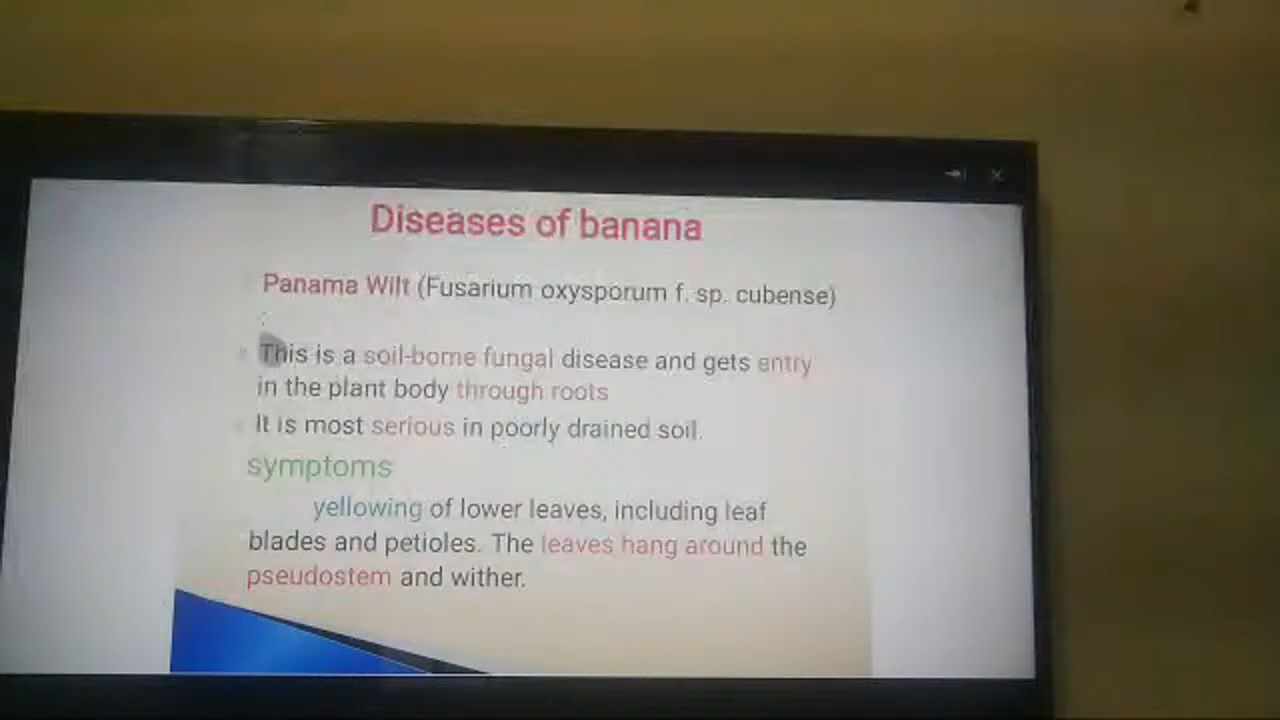 Diseases of banana
Panama Wilt (Fusarium oxysporum f. sp. cubense)
:
This is a soil-borne fungal disease and gets entry
in the plant body through roots
It is most serious in poorly drained soil.
symptoms
yellowing of lower leaves, including leaf
blades and petioles. The leaves hang around the
pseudostem and wither.